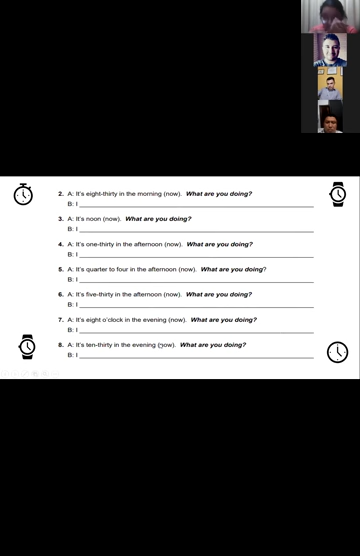 2. A: It's eight-thirty in the morning (now). What are you doing?
B: I
3. A: It's noon (now). What are you doing?
B: I
4. A: It's one-thirty in the afternoon (now). What are you doing?
B: I
5. A: It's quarter to four in the afternoon (now). What are you doing?
B: I
6. A: It's five-thirty in the afternoon (now). What are you doing?
B: I
7. A: It's eight o'clock in the evening (now). What are you doing?
B: I
8. A: It's ten-thirty in the evening (now). What are you doing?
B: I